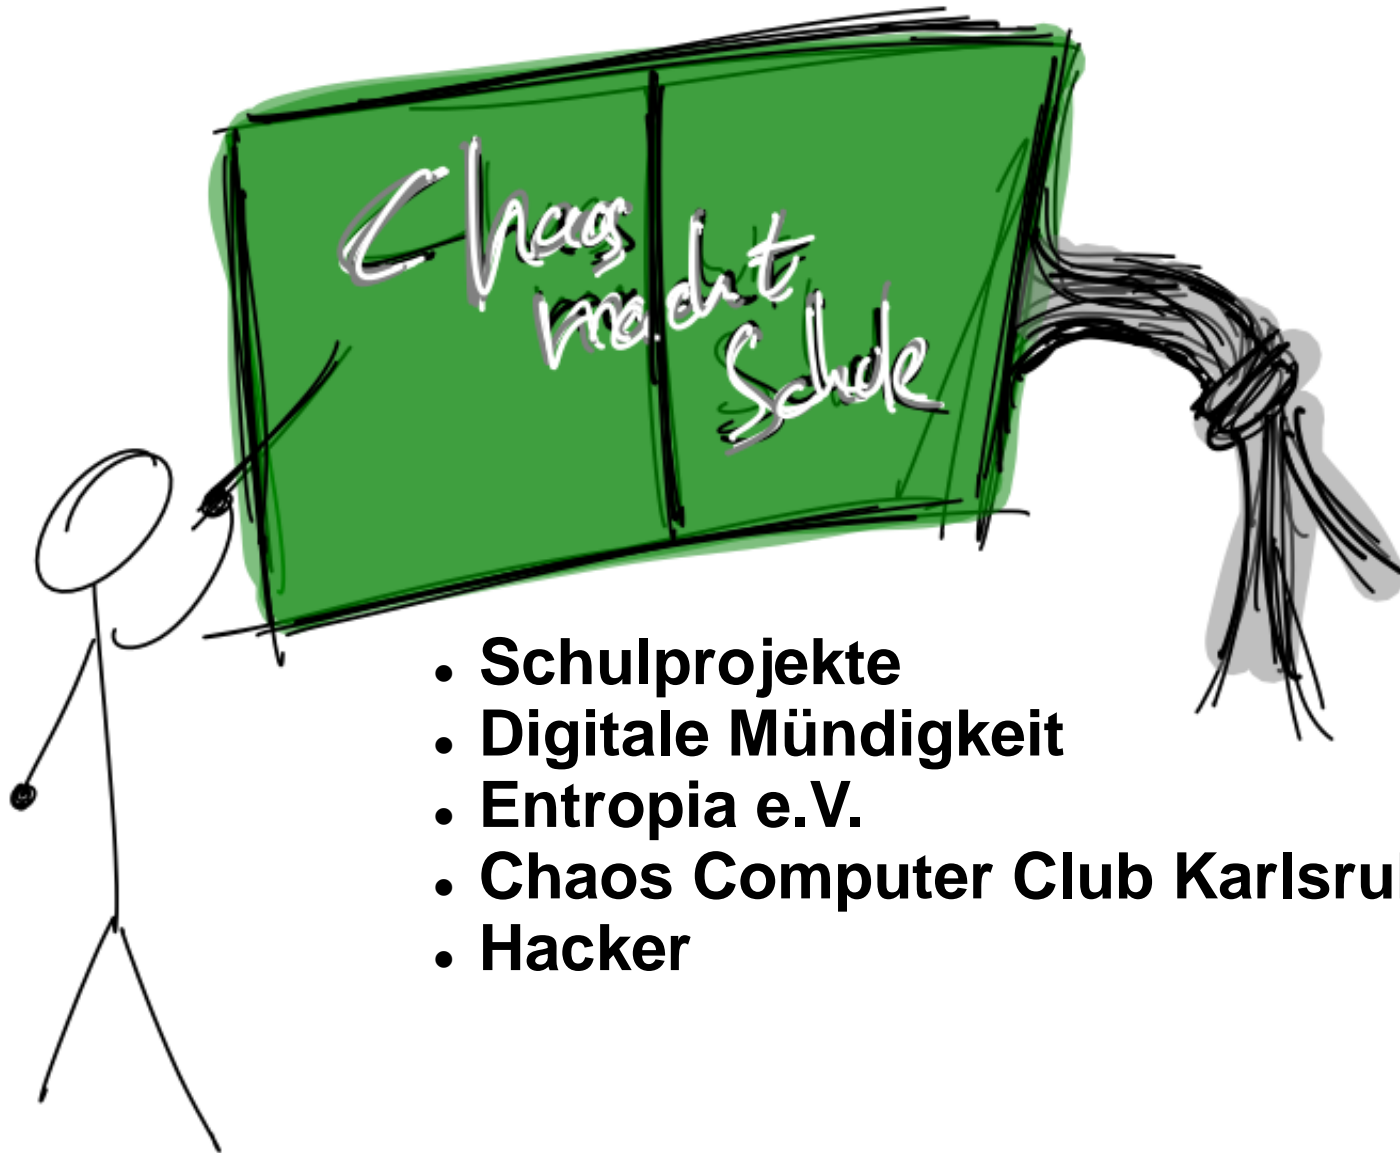 Chaos
macht
Schule
• Schulprojekte
• Digitale Mündigkeit
• Entropia e.V.
• Chaos Computer Club Karlsru
• Hacker